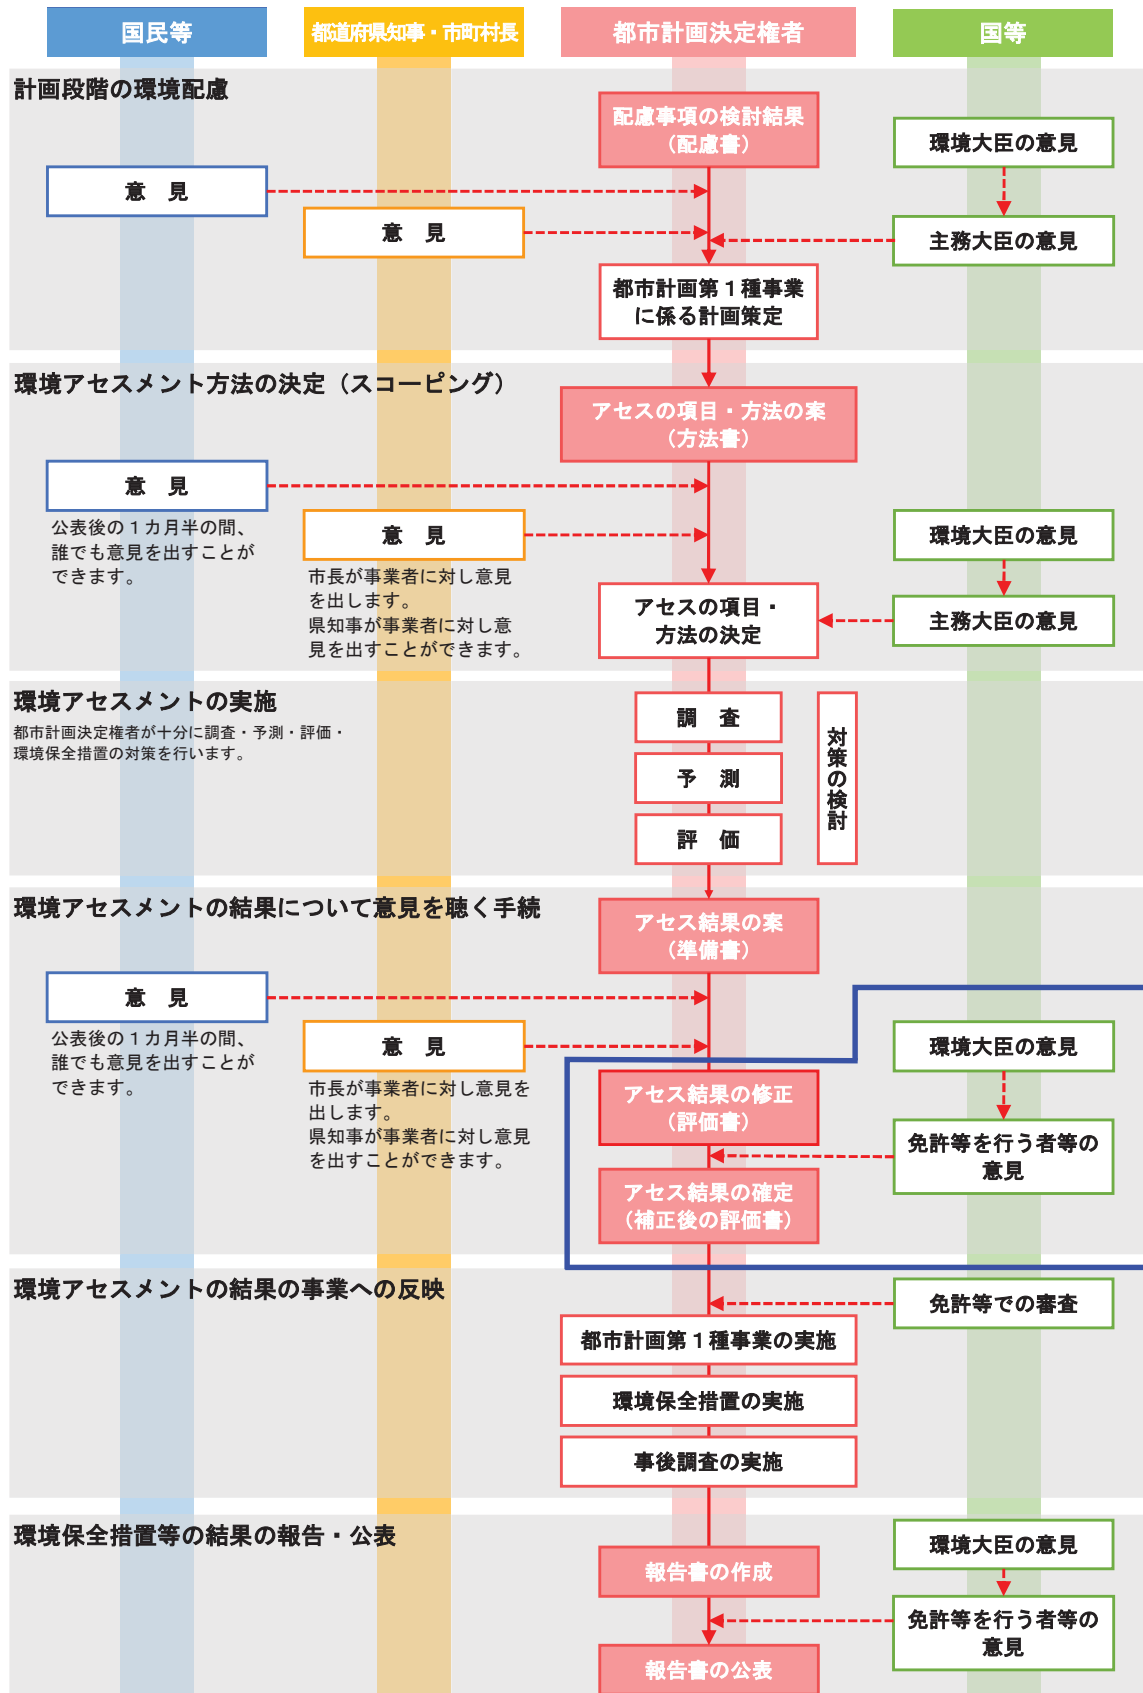 国民等
都道府県知事・市町村長
都市計画決定権者
国等
計画段階の環境配慮
配慮事項の検討結果
（配慮書）
環境大臣の意見
意　見
意　見
主務大臣の意見
都市計画第１種事業
に係る計画策定
環境アセスメント方法の決定（スコーピング）
アセスの項目・方法の案
（方法書）
意　見
公表後の１カ月半の間、
誰でも意見を出すことが
できます。
意　見
市長が事業者に対し意見
を出します。
県知事が事業者に対し意
見を出すことができます。
環境大臣の意見
アセスの項目・
方法の決定
主務大臣の意見
環境アセスメントの実施
都市計画決定権者が十分に調査・予測・評価・
環境保全措置の対策を行います。
調　査
予　測
評　価
対策の検討
環境アセスメントの結果について意見を聴く手続
アセス結果の案
（準備書）
意　見
公表後の１カ月半の間、
誰でも意見を出すことが
できます。
意　見
市長が事業者に対し意見を
出します。
県知事が事業者に対し意見
を出すことができます。
環境大臣の意見
アセス結果の修正
（評価書）
免許等を行う者等の
意見
アセス結果の確定
（補正後の評価書）
環境アセスメントの結果の事業への反映
免許等での審査
都市計画第１種事業の実施
環境保全措置の実施
事後調査の実施
環境保全措置等の結果の報告・公表
環境大臣の意見
報告書の作成
免許等を行う者等の
意見
報告書の公表